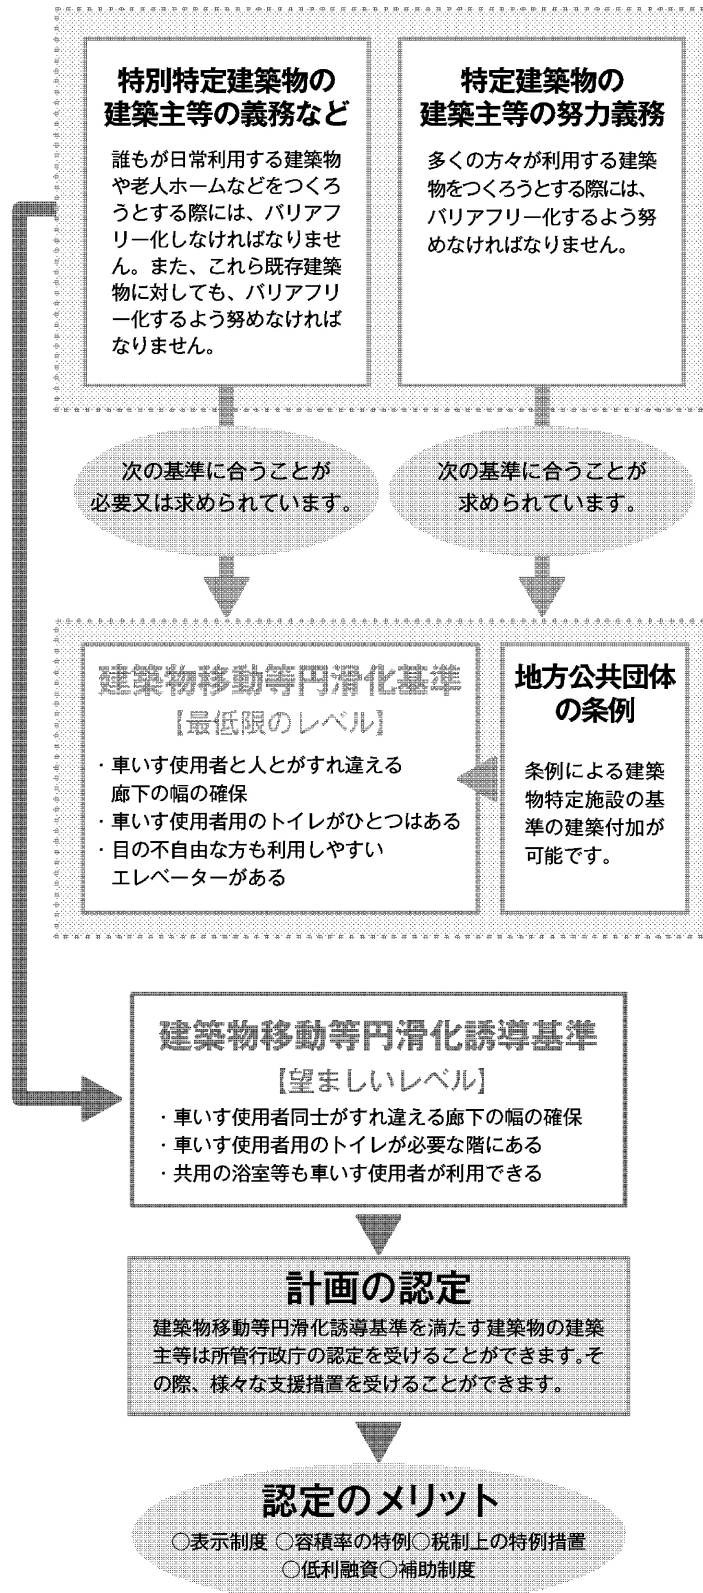 特別特定建築物の
建築主等の義務など
誰もが日常利用する建築物
や老人ホームなどをつくろ
うとする際には、バリアフ
リー化しなければなりませ
ん。また、これら既存建築
物に対しても、バリアフリ
ー化するよう努めなければ
なりません。
特定建築物の
建築主等の努力義務
多くの方々が利用する建築
物をつくろうとする際には、
バリアフリー化するよう努
めなければなりません。
次の基準に合うことが
必要又は求められています。
次の基準に合うことが
求められています。
建築物移動等円滑化基準
【最低限のレベル】
・車いす使用者と人とがすれ違える
廊下の幅の確保
・車いす使用者用のトイレがひとつはある
・目の不自由な方も利用しやすい
エレベーターがある
地方公共団体
の条例
条例による建築
物特定施設の基
準の建築付加が
可能です。
建築物移動等円滑化誘導基準
【望ましいレベル】
・車いす使用者同士がすれ違える廊下の幅の確保
・車いす使用者用のトイレが必要な階にある
・共用の浴室等も車いす使用者が利用できる
計画の認定
建築物移動等円滑化誘導基準を満たす建築物の建築
主等は所管行政庁の認定を受けることができます。そ
の際、様々な支援措置を受けることができます。
認定のメリット
○表示制度 ○容積率の特例○税制上の特例措置
○低利融資○補助制度